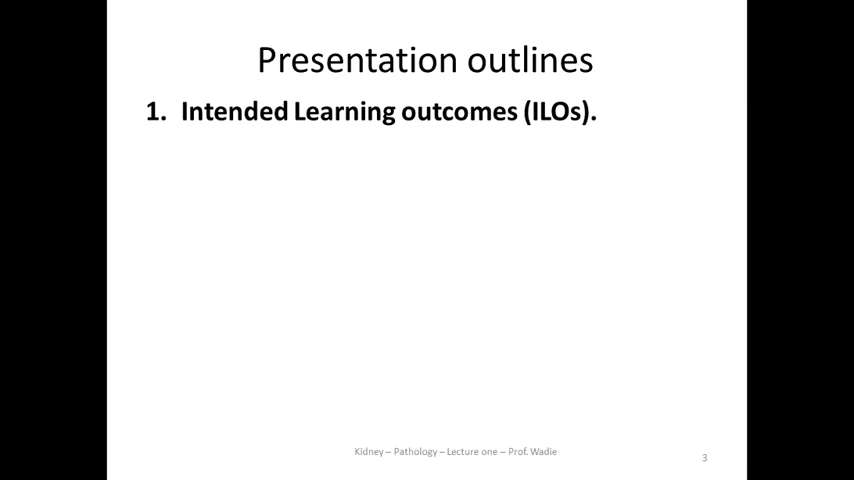 Presentation outlines
1. Intended Learning outcomes (ILOs).
Kidney – Pathology – Lecture one – Prof. Wadie
3